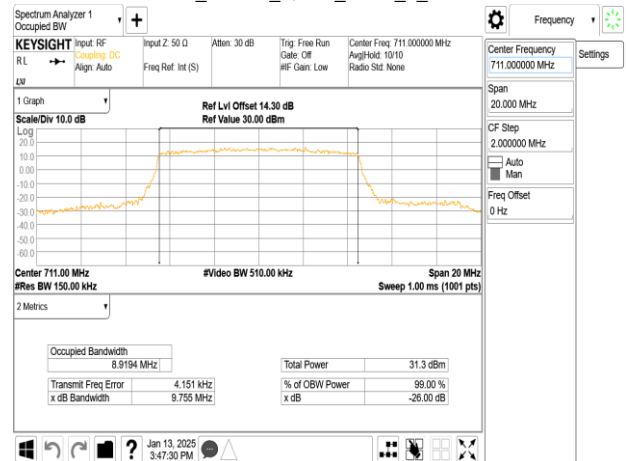 Spectrum Analyzer 1
Occupied BW
Frequency
KEYSIGHT
RL
LXI
Input: RF
Coupling: DC
Align: Auto
Input Z: 50 Ω
Freq Ref: Int (S)
Atten: 30 dB
Trig: Free Run
Gate: Off
#IF Gain: Low
Center Freq: 711.000000 MHz
Avg|Hold: 10/10
Radio Std: None
Center Frequency
711.000000 MHz
Settings
Span
20.000 MHz
CF Step
2.000000 MHz
Auto
Man
Freq Offset
0 Hz
1 Graph
Scale/Div 10.0 dB
Ref Lvl Offset 14.30 dB
Ref Value 30.00 dBm
Log
20.0
10.0
0.00
-10.0
-20.0
-30.0
-40.0
-50.0
-60.0
Center 711.00 MHz
#Res BW 150.00 kHz
#Video BW 510.00 kHz
Span 20 MHz
Sweep 1.00 ms (1001 pts)
2 Metrics
Occupied Bandwidth
8.9194 MHz
Total Power 31.3 dBm
Transmit Freq Error 4.151 kHz
% of OBW Power 99.00 %
x dB Bandwidth 9.755 MHz
x dB -26.00 dB
?
Jan 13, 2025
3:47:30 PM